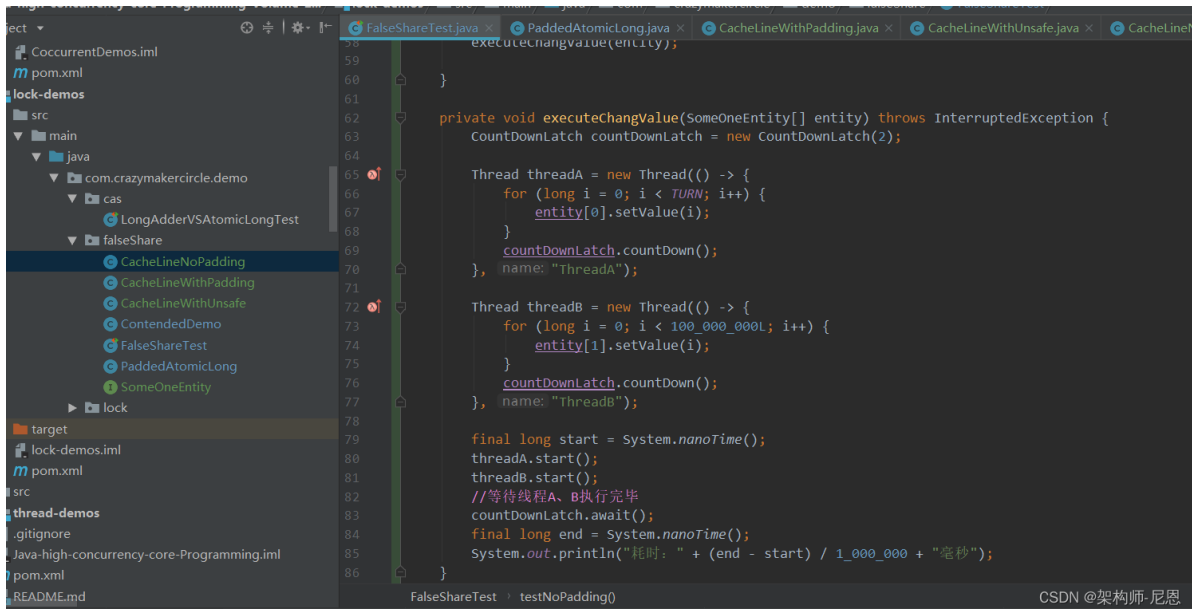 FalseShareTest.java × PaddedAtomicLong.java × CacheLineWithPadding.java × CacheLineWithUnsafe.java × CacheLineN
ject
CoccurrentDemos.iml
pom.xml
lock-demos
src
main
java
com.crazymakercircle.demo
cas
LongAdderVSAtomicLongTest
falseShare
CacheLineNoPadding
CacheLineWithPadding
CacheLineWithUnsafe
ContendedDemo
FalseShareTest
PaddedAtomicLong
SomeOneEntity
lock
target
lock-demos.iml
pom.xml
src
thread-demos
.gitignore
Java-high-concurrency-core-Programming.iml
pom.xml
README.md
58 executeChangValue(entity);
59
60 }
61
62 private void executeChangValue(SomeOneEntity[] entity) throws InterruptedException {
63 CountDownLatch countDownLatch = new CountDownLatch(2);
64
65 Thread threadA = new Thread(() -> {
66 for (long i = 0; i < TURN; i++) {
67 entity[0].setValue(i);
68 }
69 countDownLatch.countDown();
70 }, name: "ThreadA");
71
72 Thread threadB = new Thread(() -> {
73 for (long i = 0; i < 100_000_000L; i++) {
74 entity[1].setValue(i);
75 }
76 countDownLatch.countDown();
77 }, name: "ThreadB");
78
79 final long start = System.nanoTime();
80 threadA.start();
81 threadB.start();
82 //等待线程A、B执行完毕
83 countDownLatch.await();
84 final long end = System.nanoTime();
85 System.out.println("耗时：" + (end - start) / 1_000_000 + "毫秒");
86 }
FalseShareTest › testNoPadding()
CSDN @架构师-尼恩